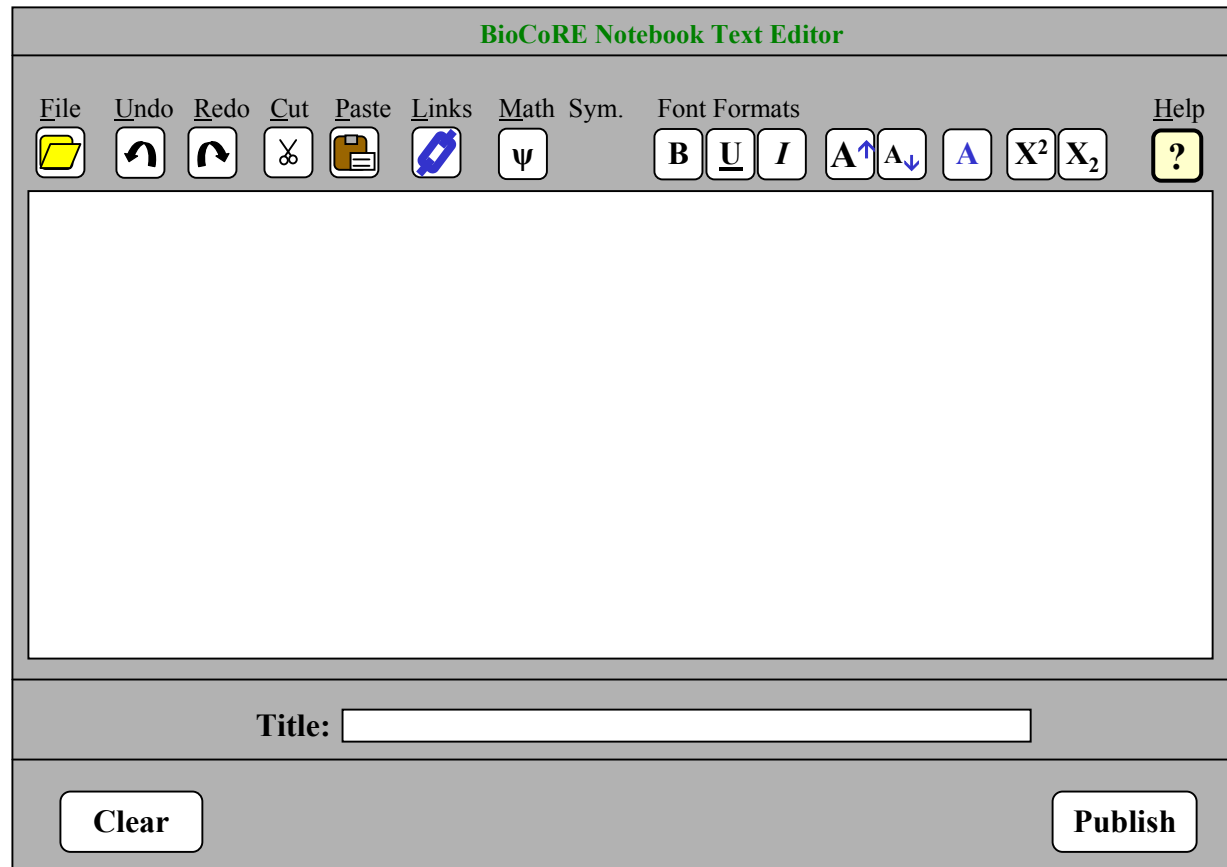 BioCoRE Notebook Text Editor
File Undo Redo Cut Paste Links Math Sym. Font Formats Help
ψ B U I A↑ A↓ A X² X₂ ?
Title:
Clear Publish